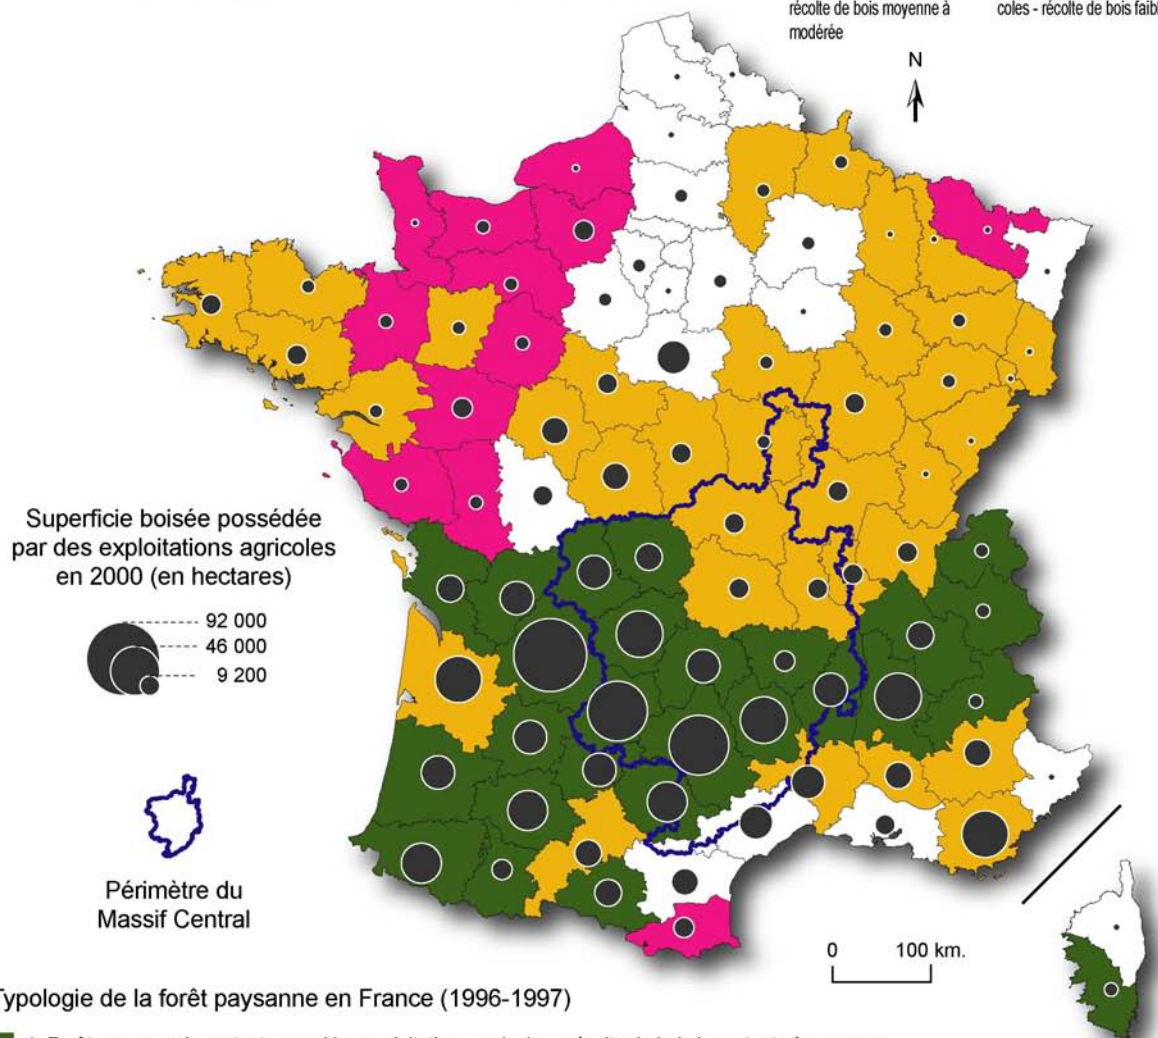 récolte de bois moyenne à
modérée
coles - récolte de bois
N
Superficie boisée possédée
par des exploitations agricoles
en 2000 (en hectares)
92 000
46 000
9 200
Périmètre du
Massif Central
0 100 km.
Typologie de la forêt paysanne en France (1996-1997)